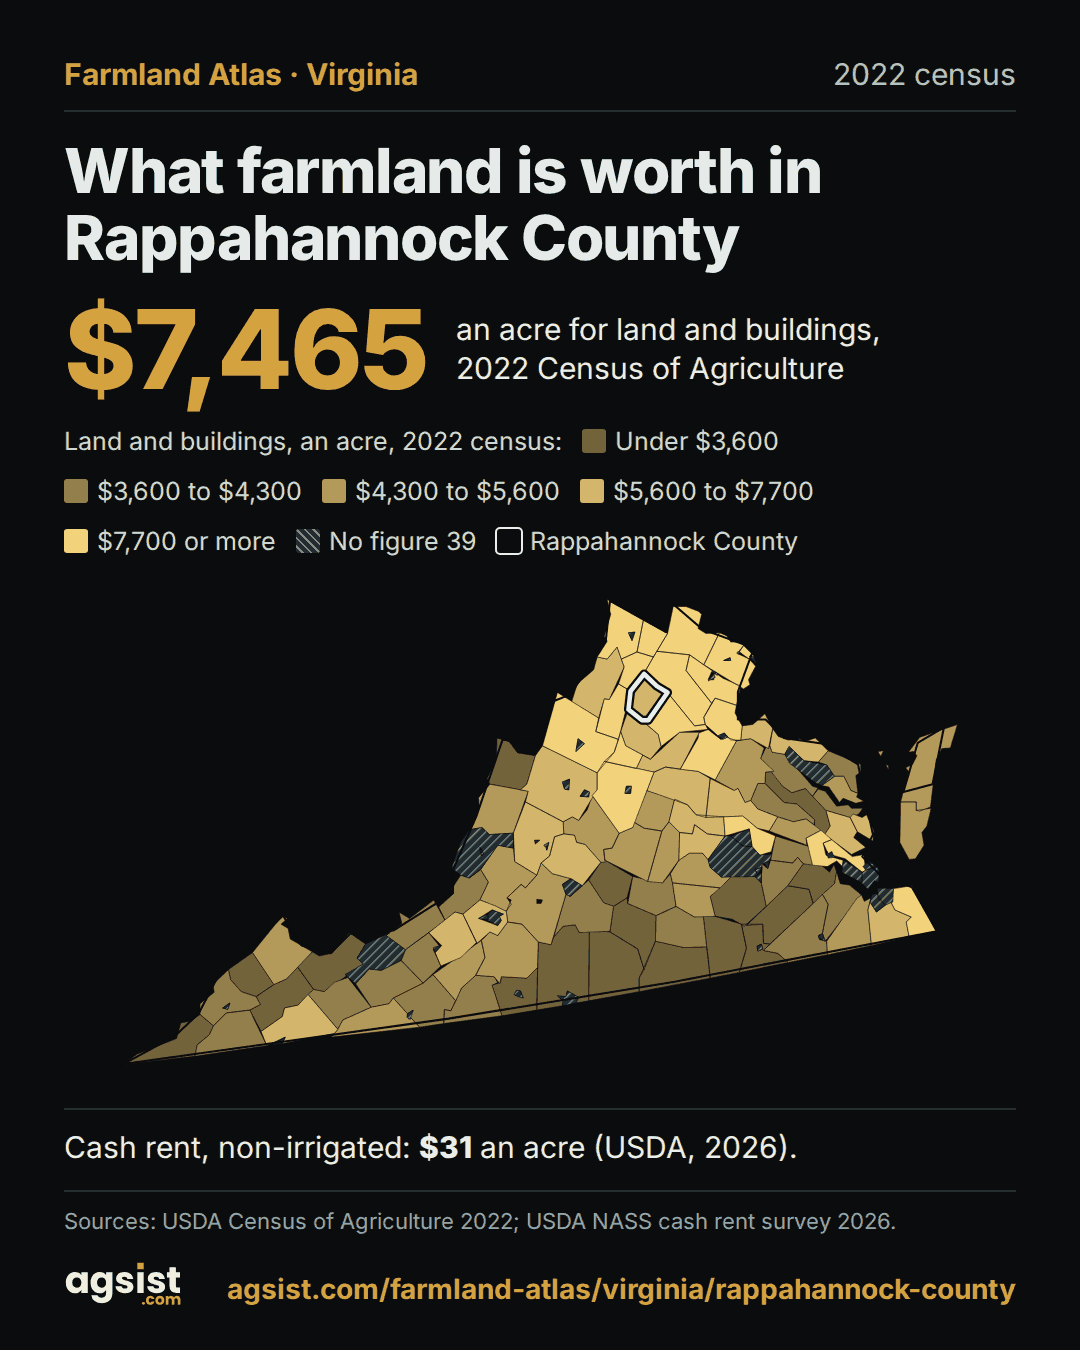 Farmland Atlas · Virginia
2022 census
What farmland is worth in
Rappahannock County
$7,465
an acre for land and buildings,
2022 Census of Agriculture
Land and buildings, an acre, 2022 census: Under $3,600
$3,600 to $4,300 $4,300 to $5,600 $5,600 to $7,700
$7,700 or more No figure 39 Rappahannock County
Cash rent, non-irrigated: $31 an acre (USDA, 2026).
Sources: USDA Census of Agriculture 2022; USDA NASS cash rent survey 2026.
agsist.com
agsist.com/farmland-atlas/virginia/rappahannock-county